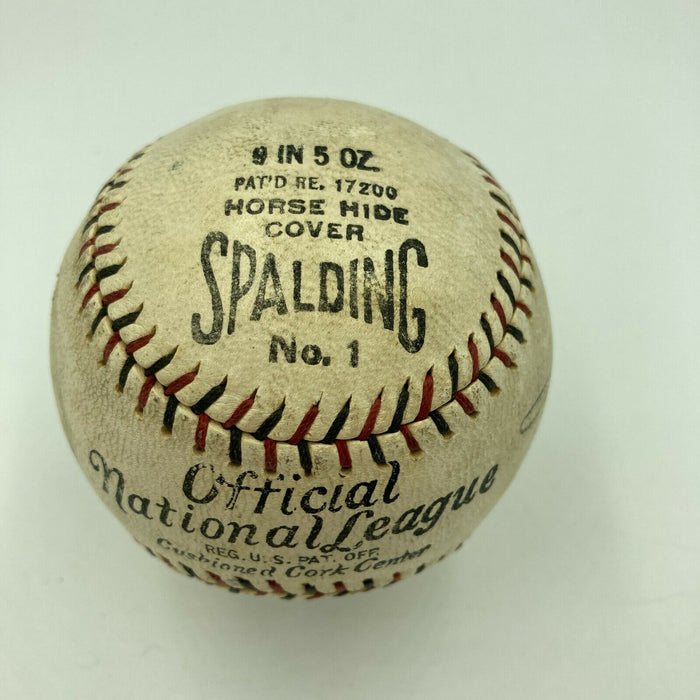 9 IN 5 OZ.
PAT'D RE. 17200
HORSE HIDE
COVER
SPALDING
No. 1
Official
National League
REG. U. S. PAT. OFF.
Cushioned Cork Center